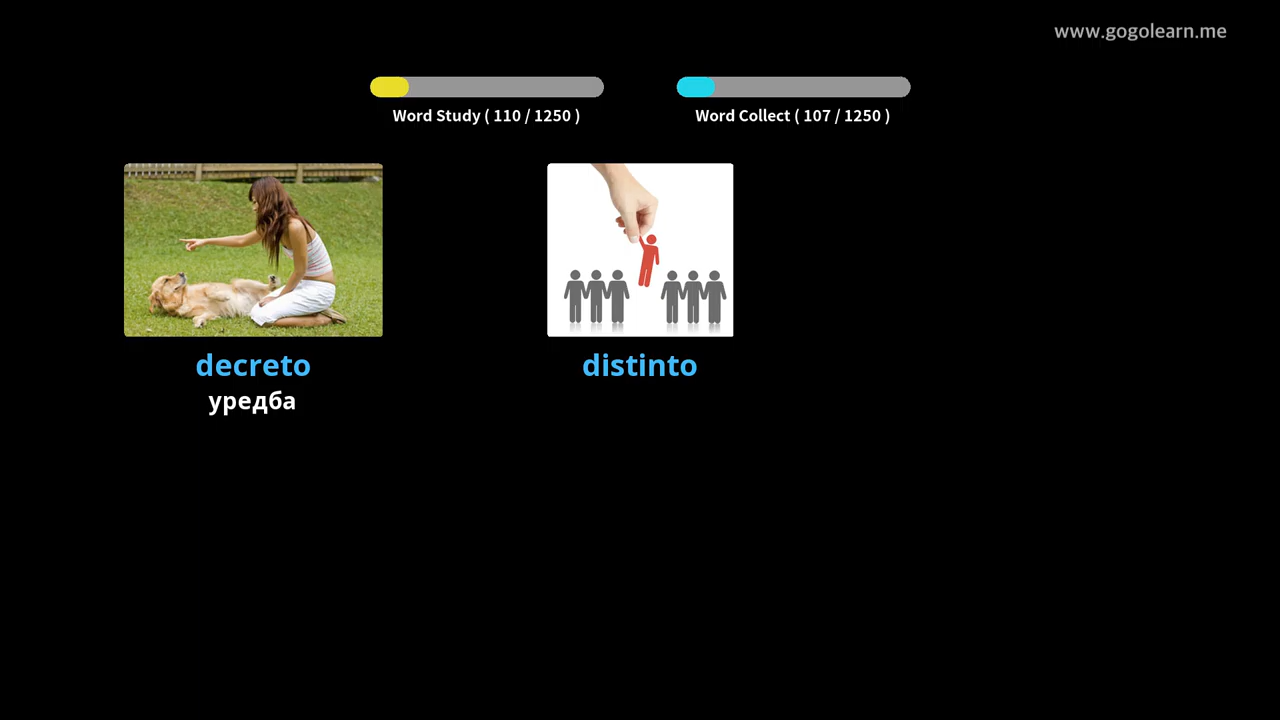 www.gogolearn.me
Word Study ( 110 / 1250 )
Word Collect ( 107 / 1250 )
decreto
distinto
уредба